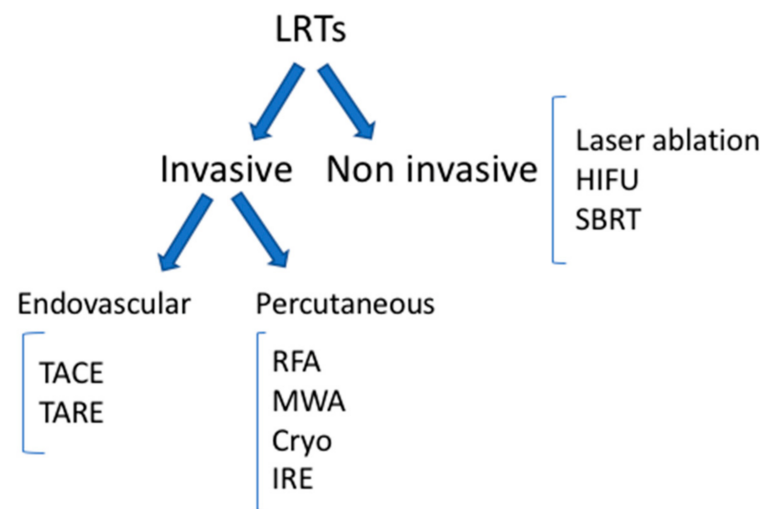 LRTs
Invasive
Non invasive
Laser ablation
HIFU
SBRT
Endovascular
TACE
TARE
Percutaneous
RFA
MWA
Cryo
IRE